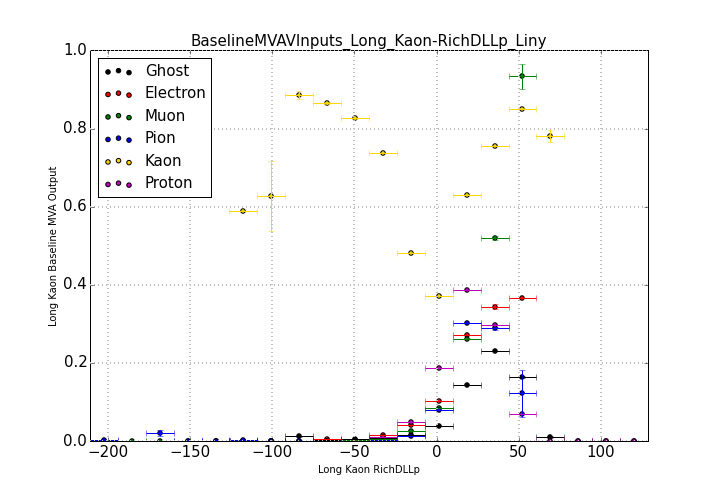 BaselineMVAVInputs_Long_Kaon-RichDLLp_Liny
1.0
0.8
0.6
0.4
0.2
0.0
Long Kaon Baseline MVA Output
Ghost
Electron
Muon
Pion
Kaon
Proton
−200 −150 −100 −50 0 50 100
Long Kaon RichDLLp